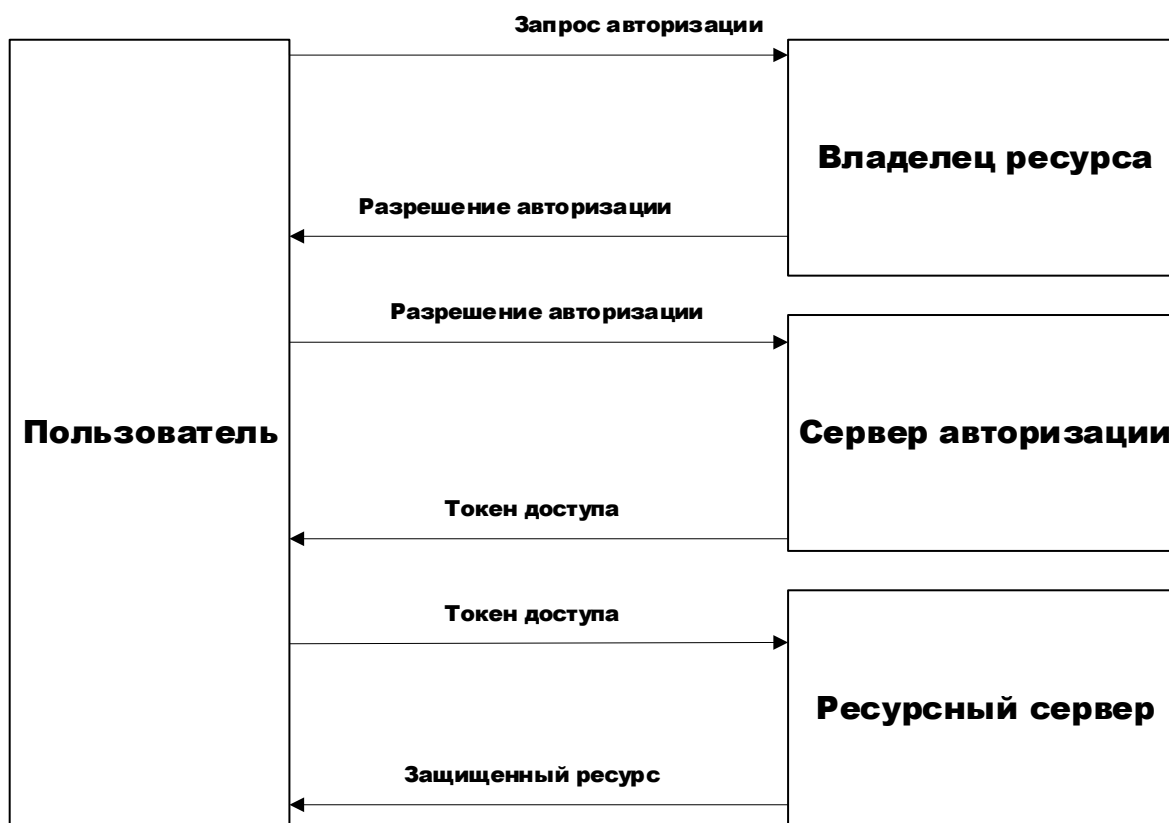 Запрос авторизации
Владелец ресурса
Разрешение авторизации
Разрешение авторизации
Пользователь
Сервер авторизации
Токен доступа
Токен доступа
Ресурсный сервер
Защищенный ресурс